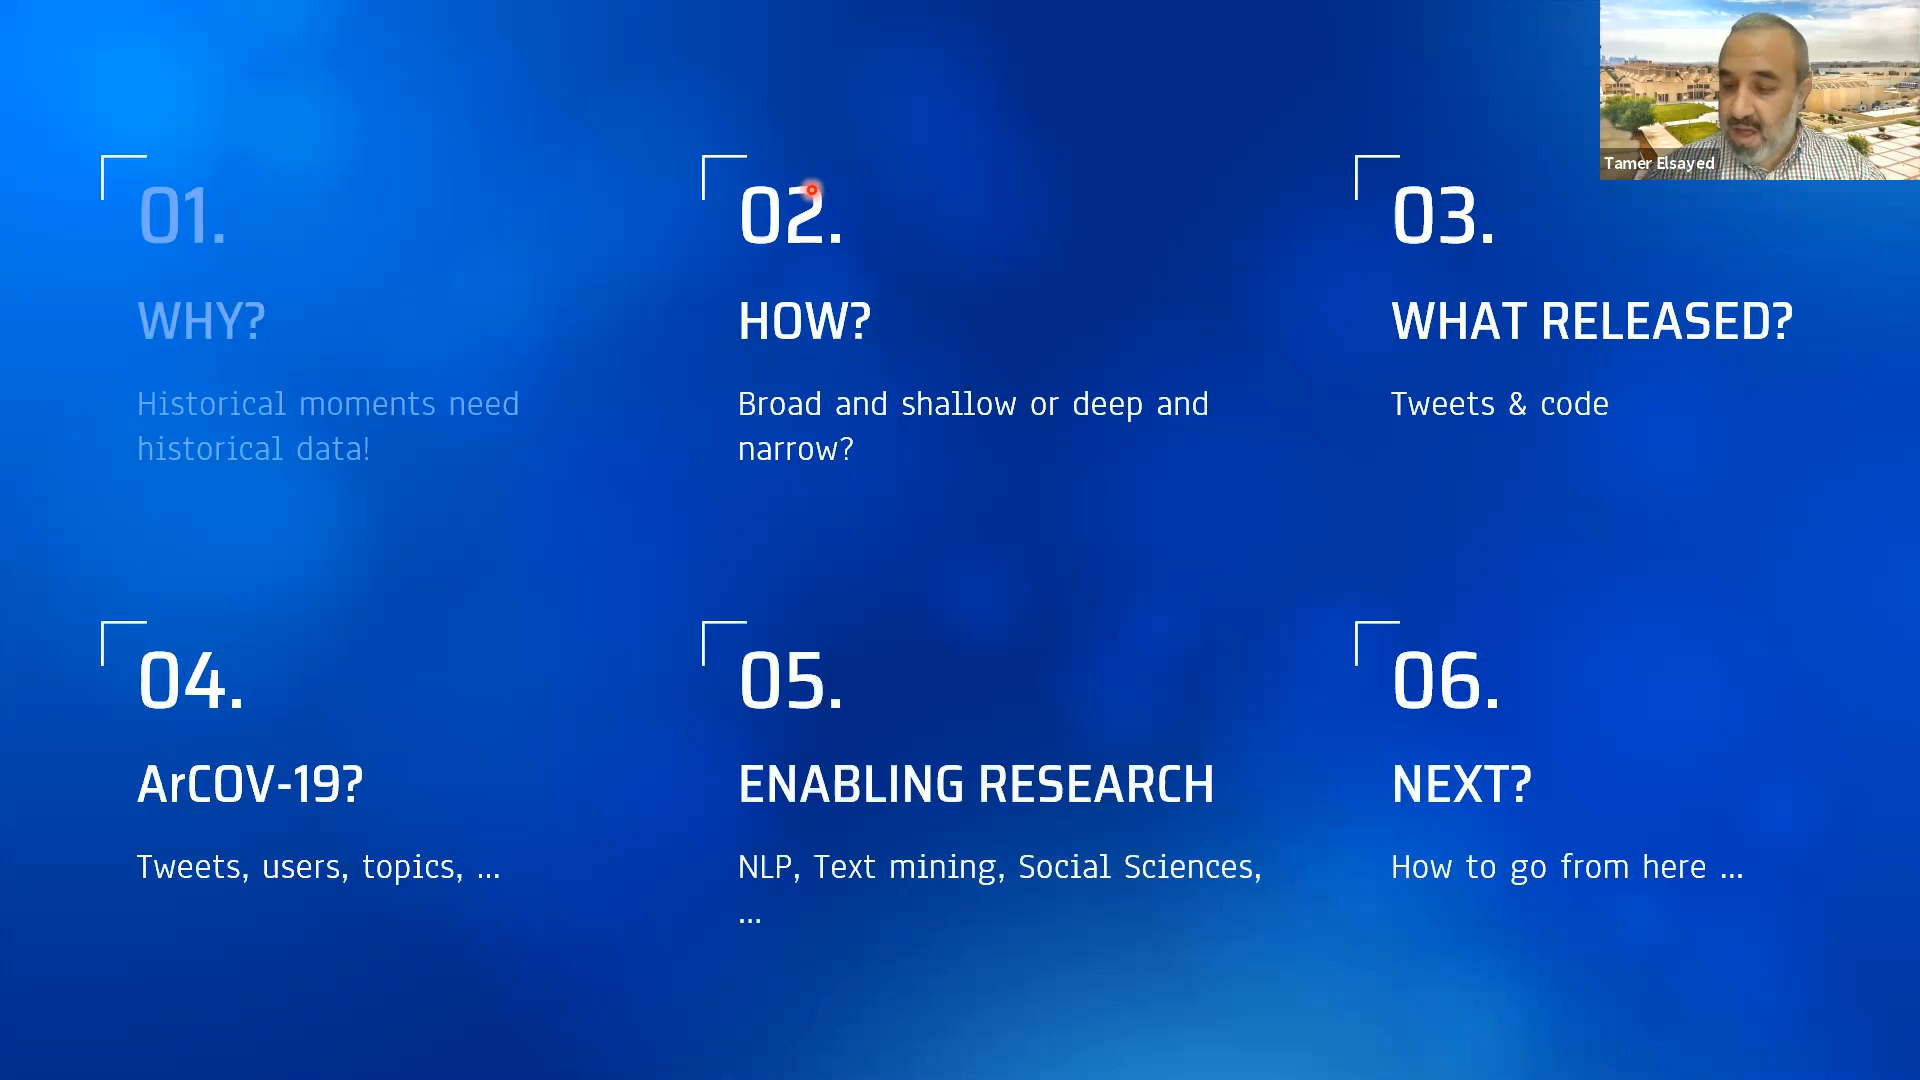 01.
WHY?
Historical moments need
historical data!
02.
HOW?
Broad and shallow or deep and
narrow?
03.
WHAT RELEASED?
Tweets & code
04.
ArCOV-19?
Tweets, users, topics, ...
05.
ENABLING RESEARCH
NLP, Text mining, Social Sciences,
...
06.
NEXT?
How to go from here ...
Tamer Elsayed